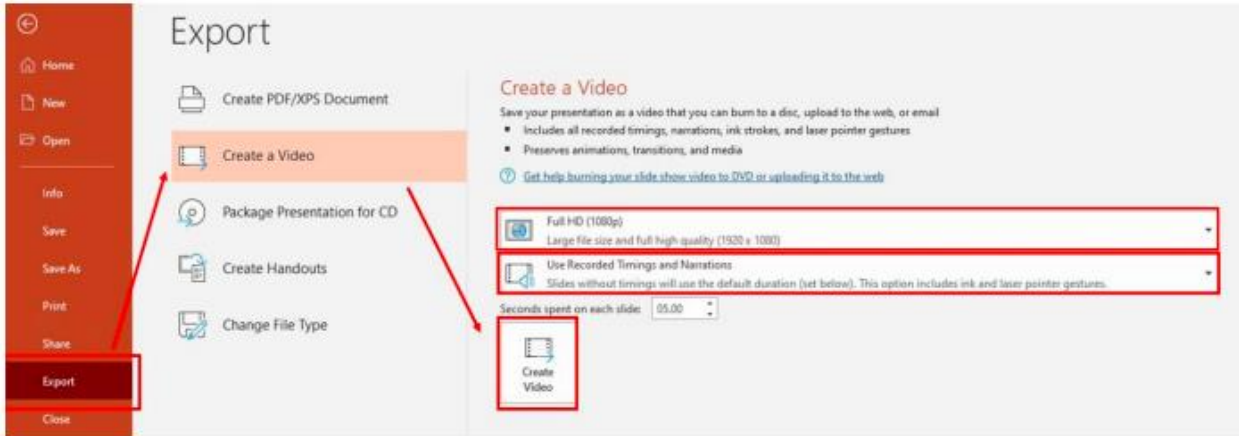 Export
Home
New
Open
Info
Save
Save As
Print
Share
Export
Close
Create PDF/XPS Document
Create a Video
Package Presentation for CD
Create Handouts
Change File Type
Create a Video
Save your presentation as a video that you can burn to a disc, upload to the web, or email
Includes all recorded timings, narrations, ink strokes, and laser pointer gestures
Preserves animations, transitions, and media
Get help burning your slide show video to DVD or uploading it to the web
Full HD (1080p)
Large file size and full high quality (1920 x 1080)
Use Recorded Timings and Narrations
Slides without timings will use the default duration (set below). This option includes ink and laser pointer gestures.
Seconds spent on each slide: 05.00
Create
Video